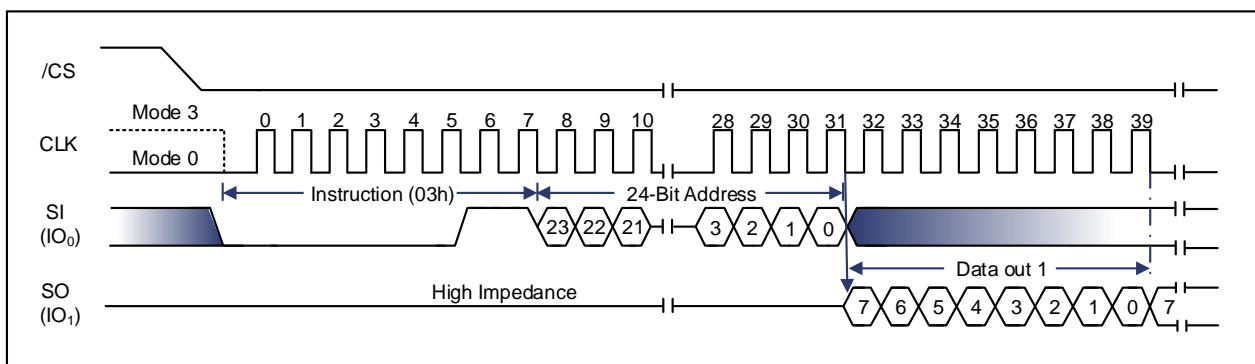 /CS
Mode 3
CLK
Mode 0
0 1 2 3 4 5 6 7 8 9 10 28 29 30 31 32 33 34 35 36 37 38 39
Instruction (03h) 24-Bit Address
SI
(IO₀)
23 22 21 3 2 1 0
Data out 1
SO
(IO₁)
High Impedance
7 6 5 4 3 2 1 0 7